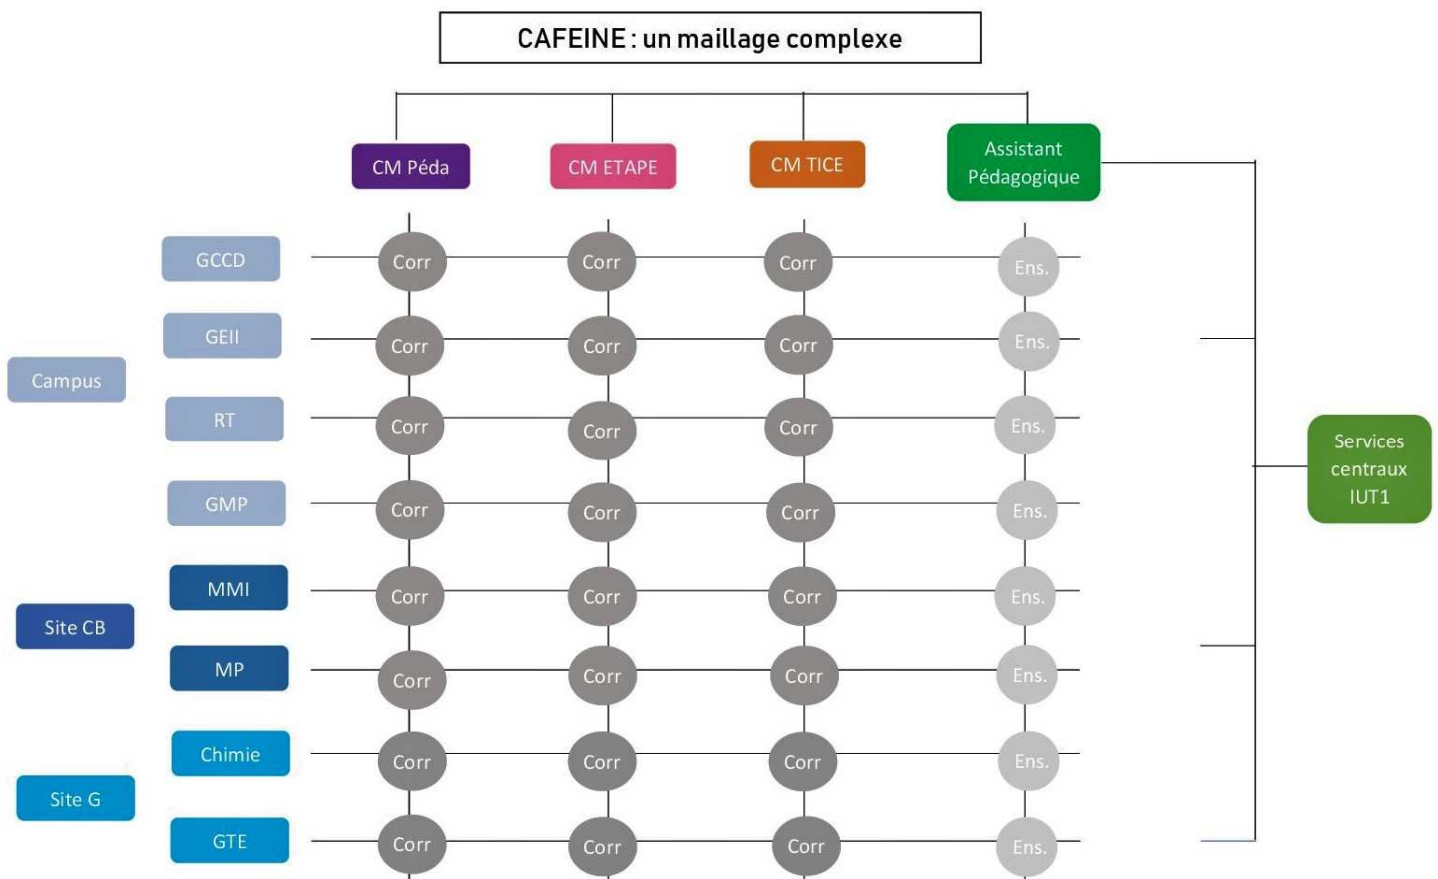 CAFEINE : un maillage complexe
CM Péda
CM ETAPE
CM TICE
Assistant
Pédagogique
GCCD
Corr
Corr
Corr
Ens.
GEII
Corr
Corr
Corr
Ens.
Campus
RT
Corr
Corr
Corr
Ens.
Services
centraux
IUT1
GMP
Corr
Corr
Corr
Ens.
MMI
Corr
Corr
Corr
Ens.
Site CB
MP
Corr
Corr
Corr
Ens.
Chimie
Corr
Corr
Corr
Ens.
Site G
GTE
Corr
Corr
Corr
Ens.